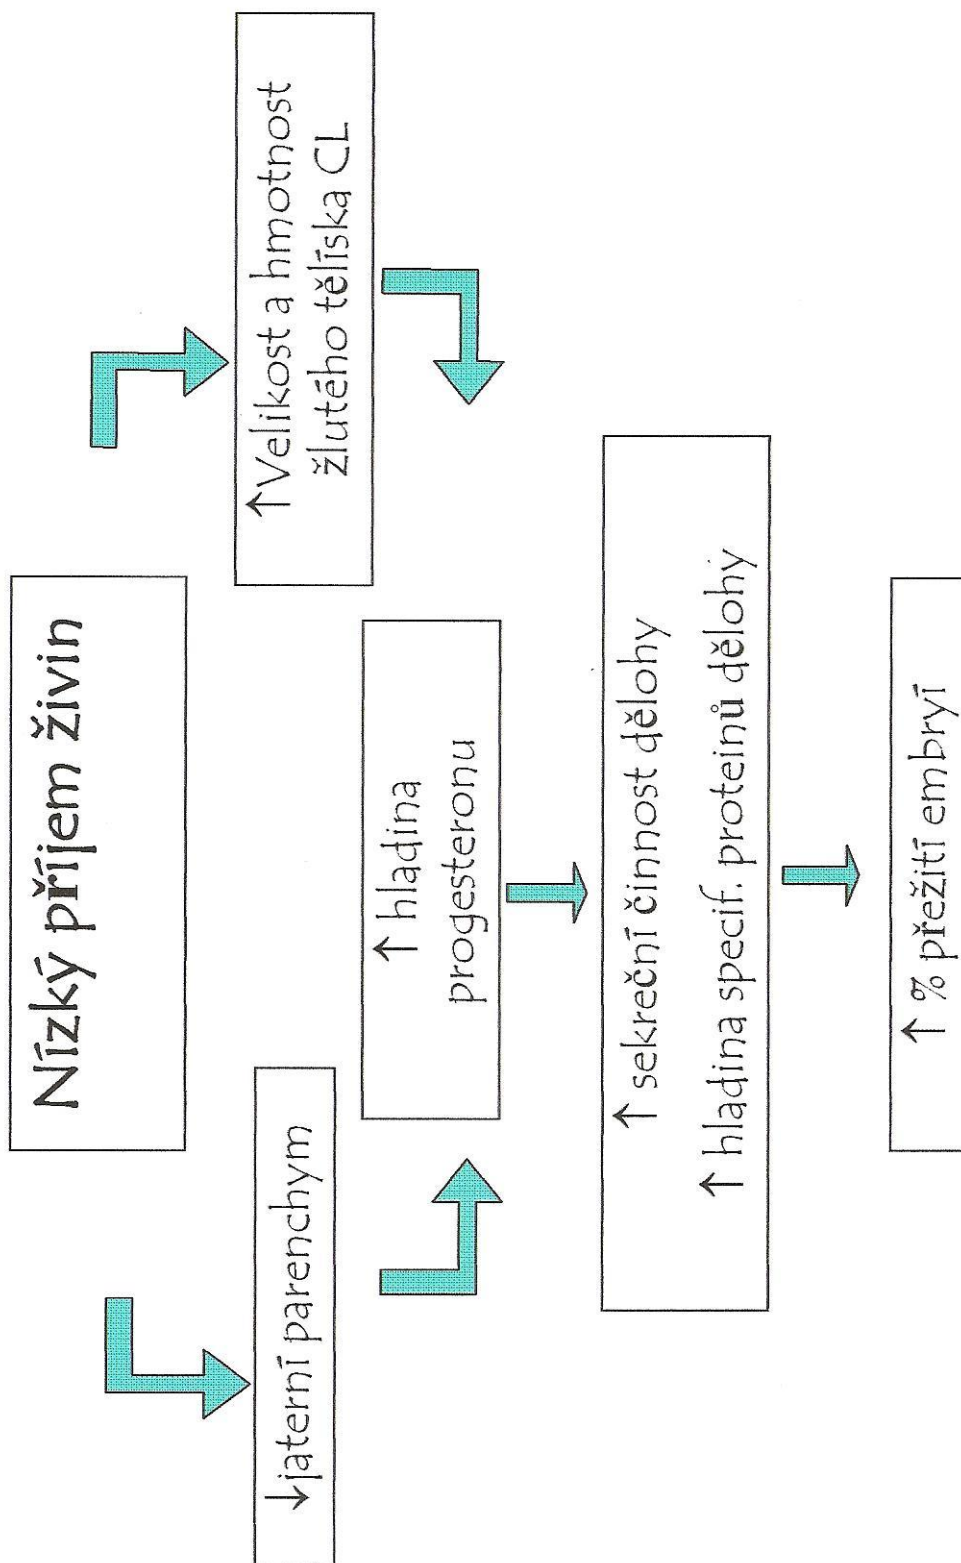 Nízký příjem živin
↓jaterní parenchym
↑Velikost a hmotnost
žlutého tělíska CL
↑ hladina
progesteronu
↑ sekreční činnost dělohy
↑ hladina specif. proteinů dělohy
↑ % přežití embryí